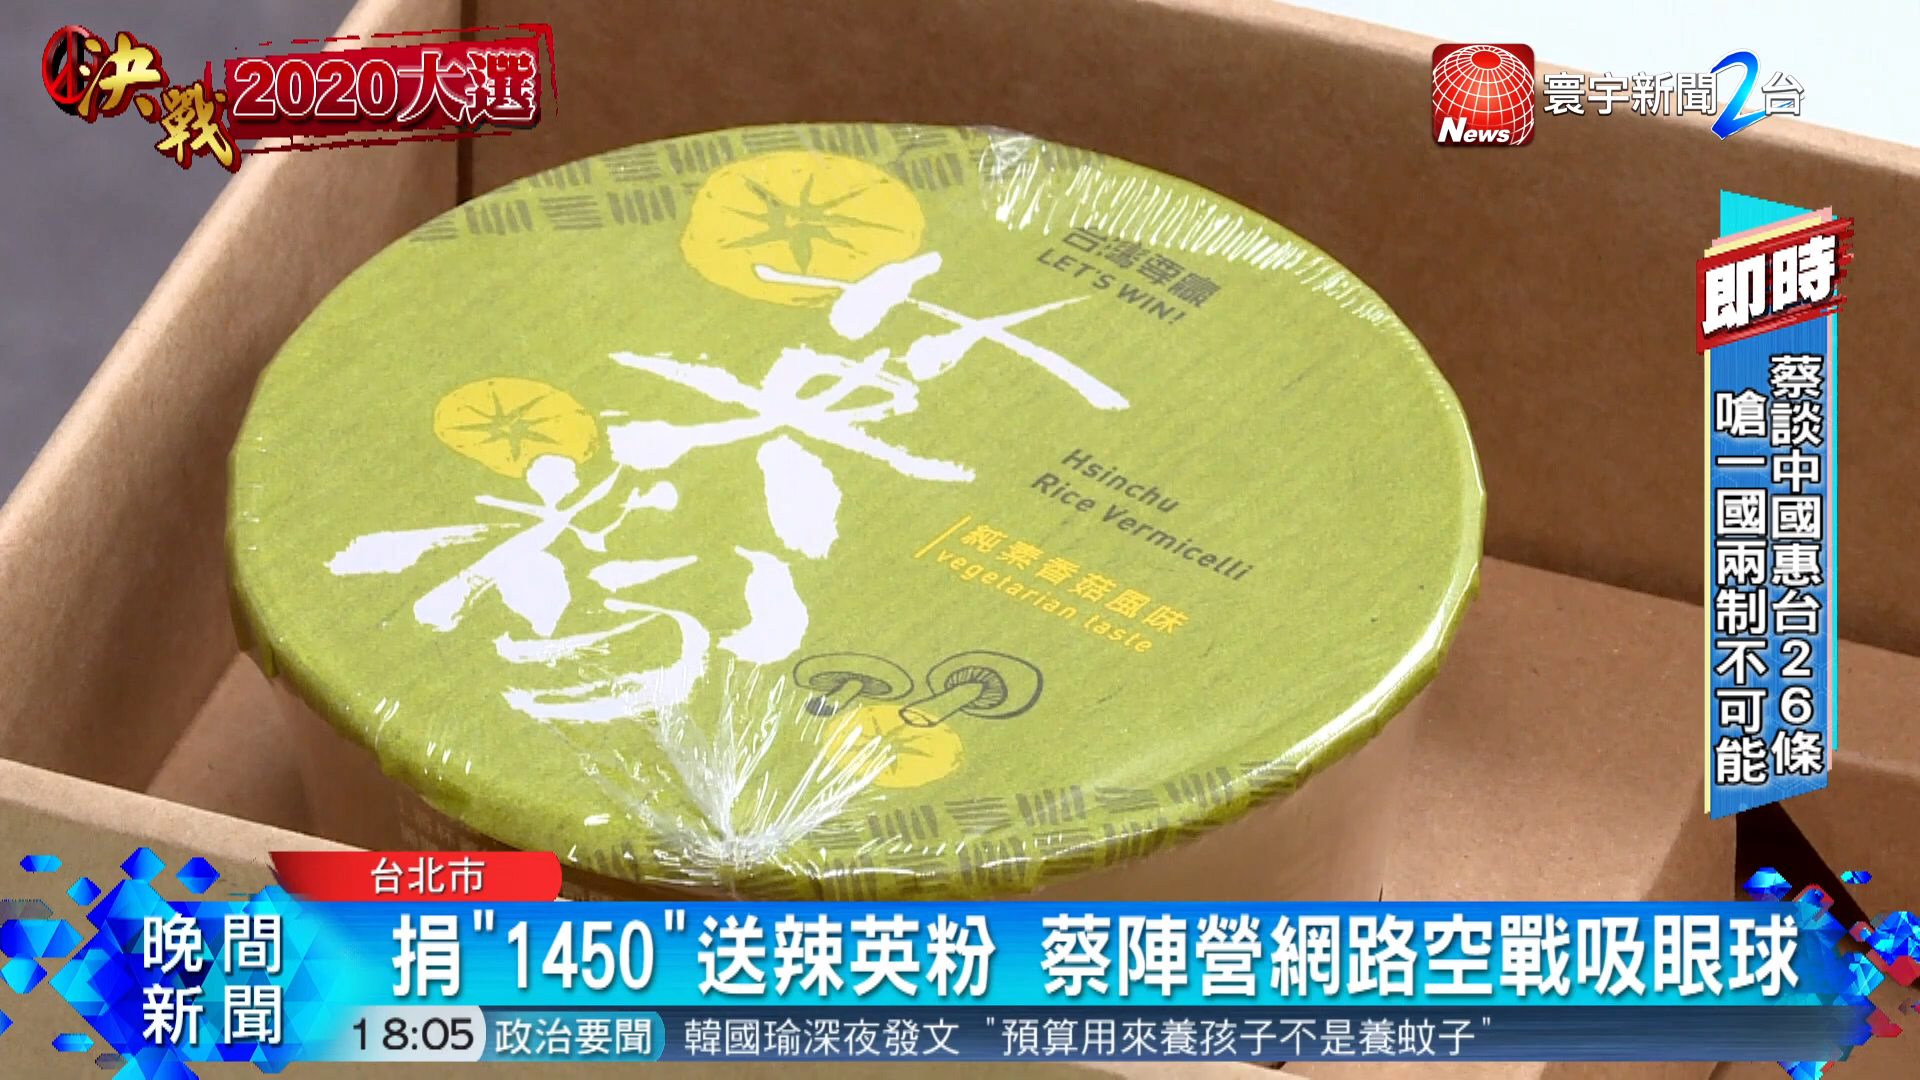 決戰
2020大選
News
寰宇新聞2台
台灣尊嚴
LET'S WIN!
英粉
Hsinchu
Rice Vermicelli
純素香菇風味
vegetarian taste
即時
蔡談中國惠台26條
嗆一國兩制不可能
台北市
晚間
新聞
捐"1450"送辣英粉 蔡陣營網路空戰吸眼球
18:05 政治要聞 韓國瑜深夜發文 "預算用來養孩子不是養蚊子"